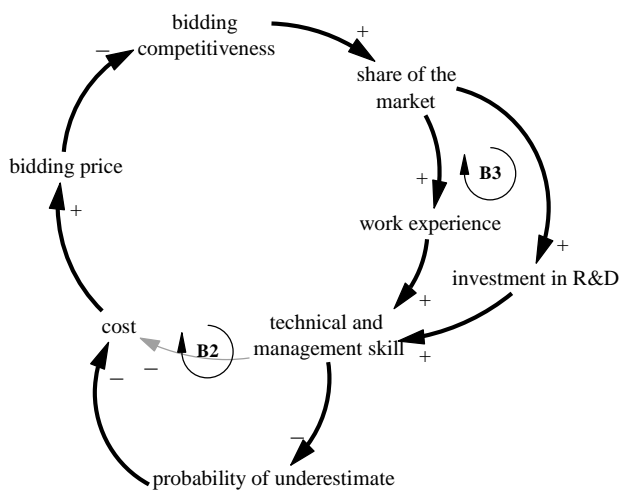 bidding
competitiveness
+
–
share of the
market
bidding price
B3
+
+
work experience
+
investment in R&D
+
cost
B2
technical and
management skill
+
–
–
–
probability of underestimate